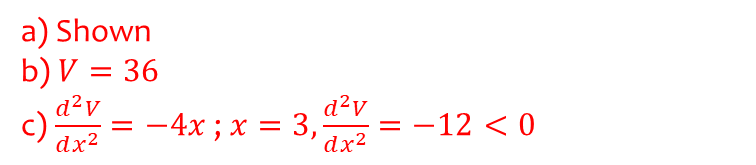 a) Shown
b) V = 36
c) d²V/dx² = −4x ; x = 3, d²V/dx² = −12 < 0